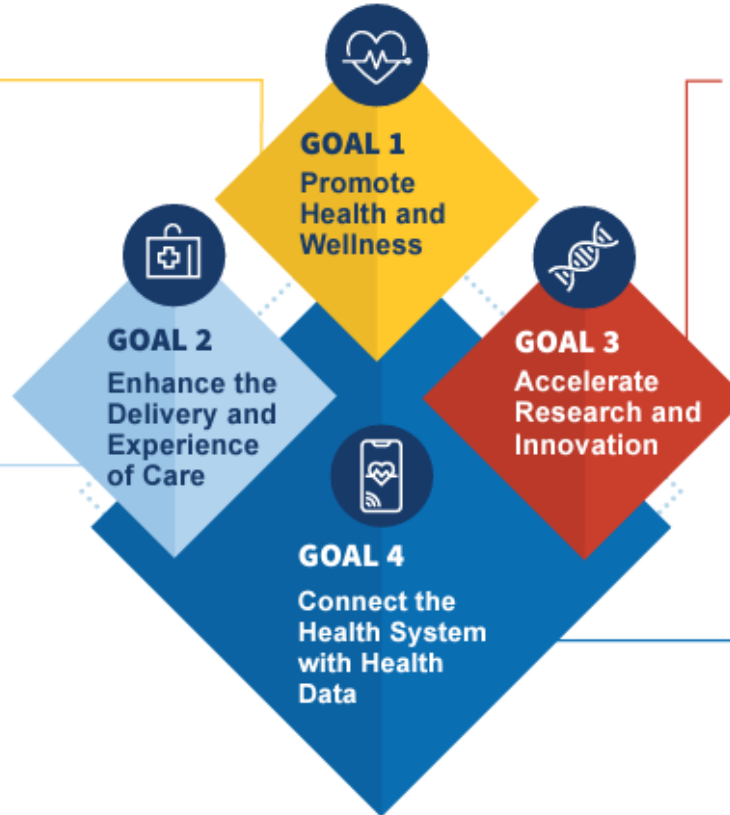 GOAL 1
Promote
Health and
Wellness
GOAL 2
Enhance the
Delivery and
Experience
of Care
GOAL 3
Accelerate
Research and
Innovation
GOAL 4
Connect the
Health System
with Health
Data